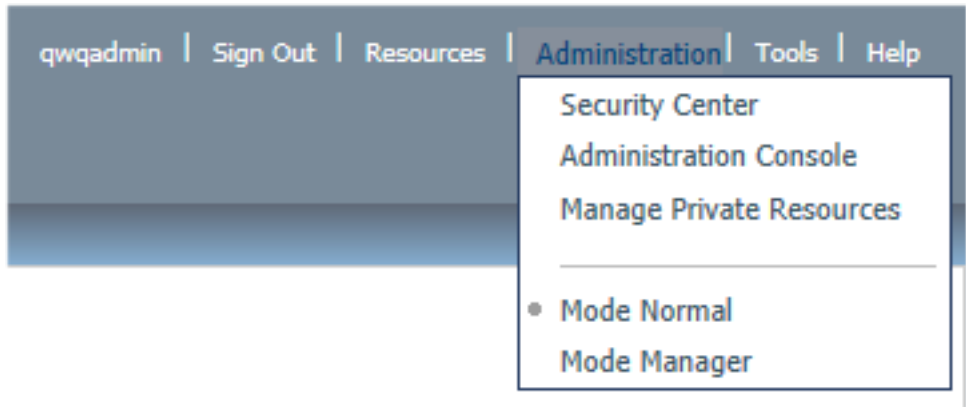 qwqadmin | Sign Out | Resources | Administration | Tools | Help
Security Center
Administration Console
Manage Private Resources
Mode Normal
Mode Manager